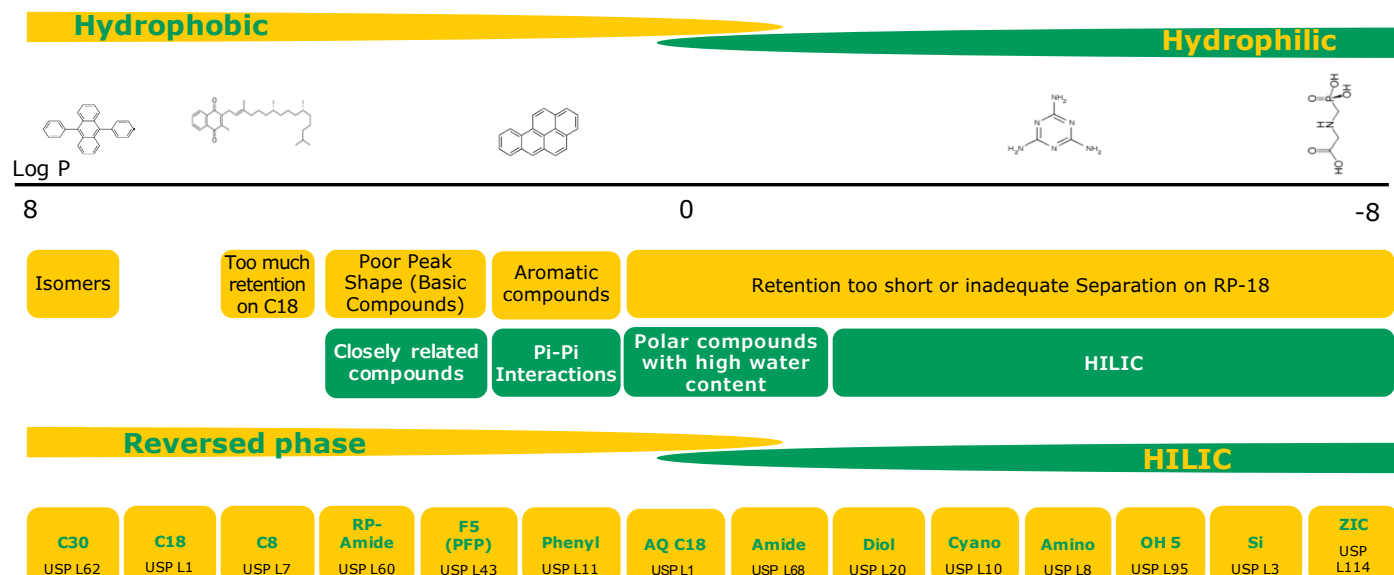 Hydrophobic
Hydrophilic
NH₂
N
N
N
H₂N
NH₂
O
O
O
P
OH
OH
HN
O
OH
Log P
8
0
-8
Isomers
Too much
retention
on C18
Poor Peak
Shape (Basic
Compounds)
Aromatic
compounds
Retention too short or inadequate Separation on RP-18
Closely related
compounds
Pi-Pi
Interactions
Polar compounds
with high water
content
HILIC
Reversed phase
HILIC
C30
USP L62
C18
USP L1
C8
USP L7
RP-
Amide
USP L60
F5
(PFP)
USP L43
Phenyl
USP L11
AQ C18
USP L1
Amide
USP L68
Diol
USP L20
Cyano
USP L10
Amino
USP L8
OH 5
USP L95
Si
USP L3
ZIC
USP
L114